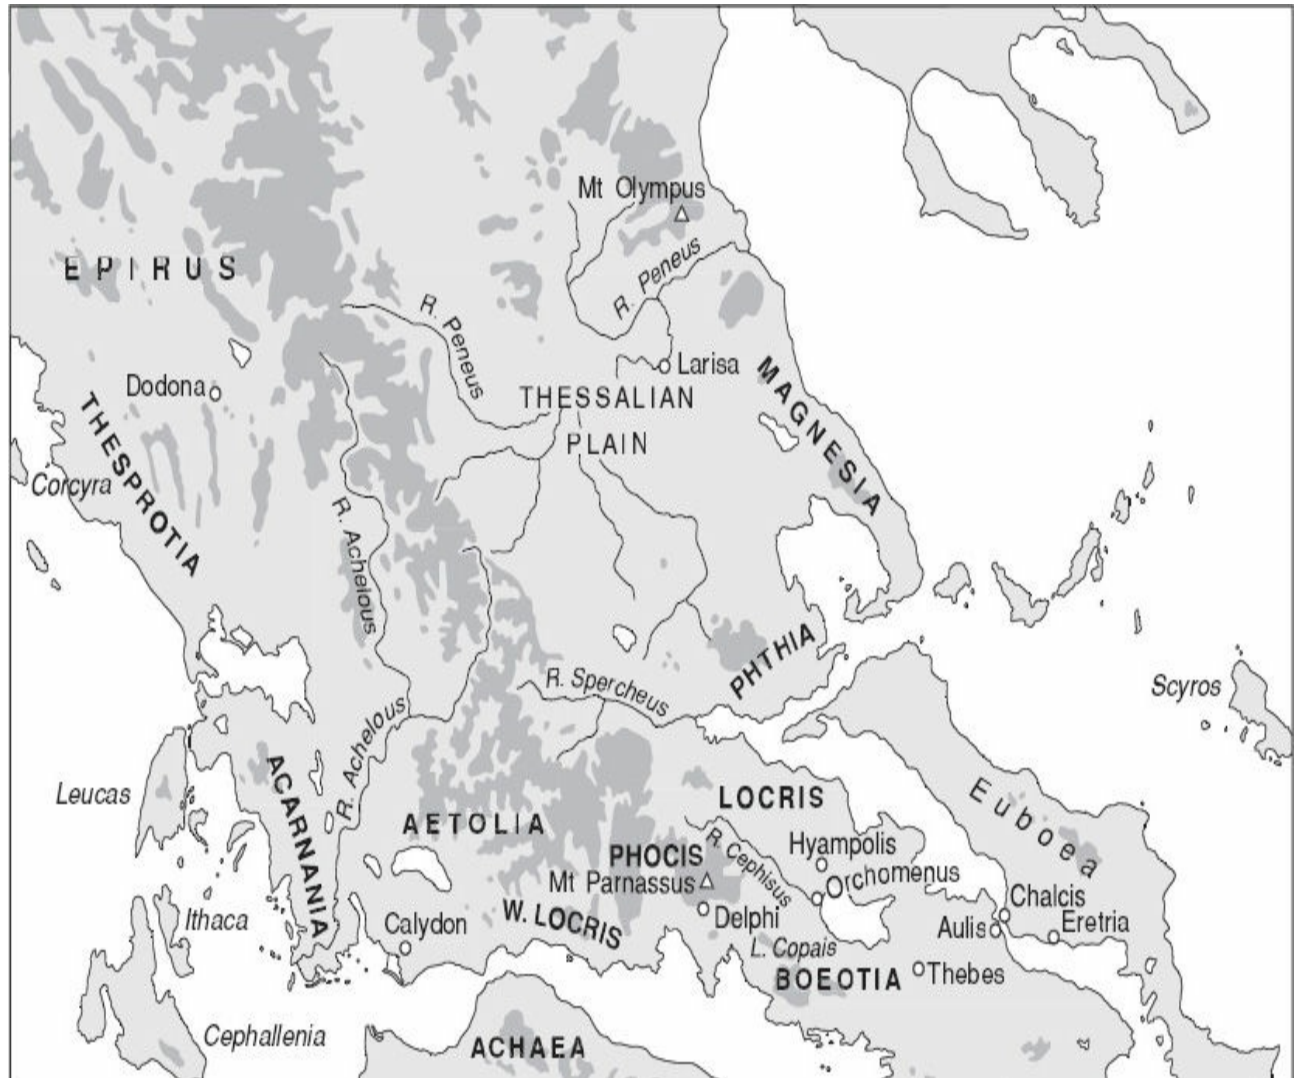 Mt Olympus
EPIRUS
R. Peneus
R. Peneus
Larisa
Dodona
THESSALIAN
PLAIN
MAGNESIA
THESPROTIA
Corcyra
R. Achelous
PHTHIA
R. Spercheus
Scyros
R. Achelous
Leucas
ACARNANIA
AETOLIA
LOCRIS
Euboea
R. Cephisus
Hyampolis
PHOCIS
Mt Parnassus
Orchomenus
Chalcis
Ithaca
Calydon
W. LOCRIS
Delphi
Aulis
Eretria
L. Copais
BOEOTIA
Thebes
Cephallenia
ACHAEA